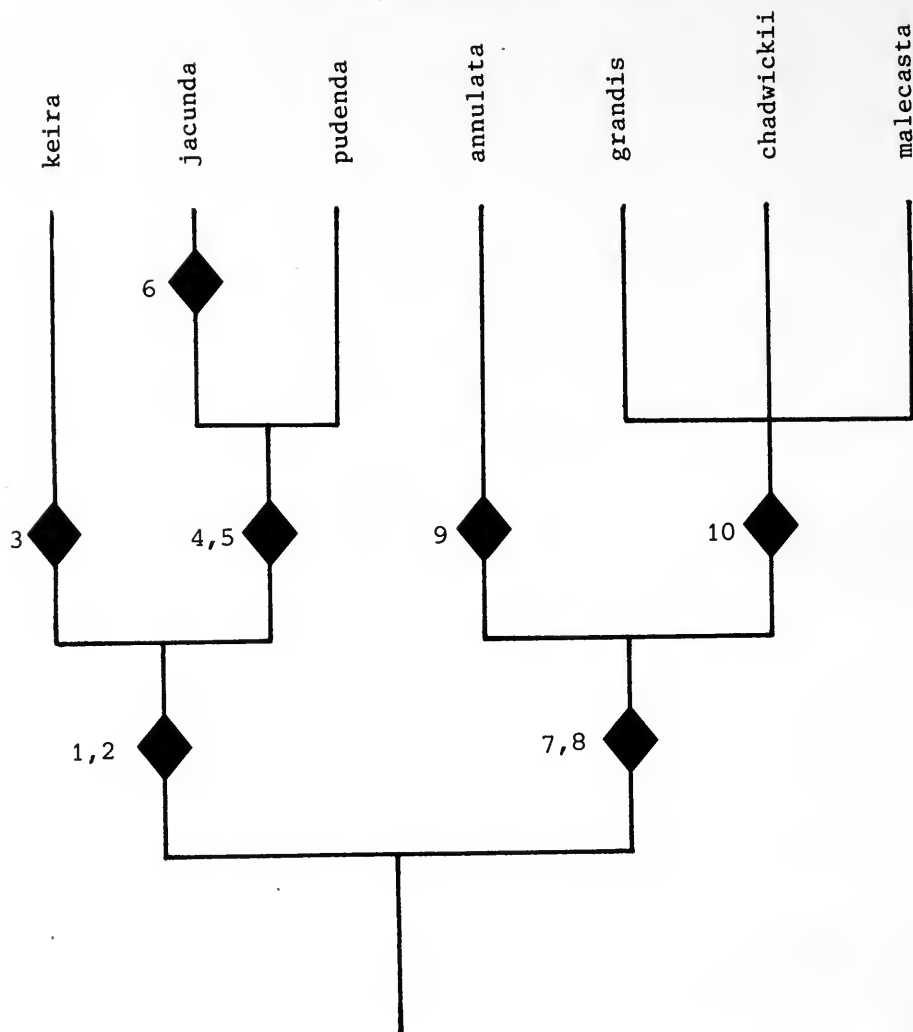 keira
jacunda
pudenda
annulata
grandis
chadwickii
malecasta
6
3
4,5
9
10
1,2
7,8